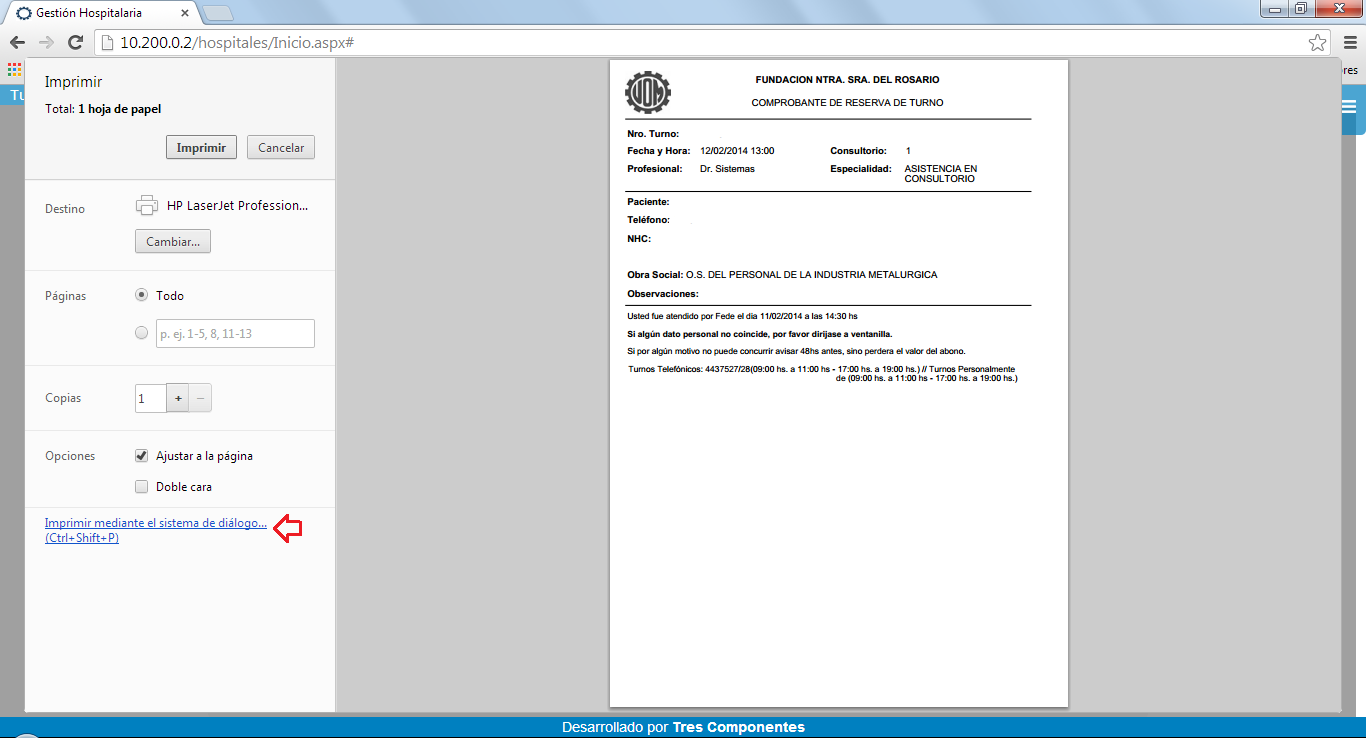 Gestión Hospitalaria
10.200.0.2/hospitales/Inicio.aspx#
res
Tu
Imprimir
Total: 1 hoja de papel
Imprimir
Cancelar
Destino
HP LaserJet Profession...
Cambiar...
Páginas
Todo
p. ej. 1-5, 8, 11-13
Copias
1
+
−
Opciones
Ajustar a la página
Doble cara
Imprimir mediante el sistema de diálogo...
(Ctrl+Shift+P)
UOM
FUNDACION NTRA. SRA. DEL ROSARIO
COMPROBANTE DE RESERVA DE TURNO
Nro. Turno:
Fecha y Hora: 12/02/2014 13:00 Consultorio: 1
Profesional: Dr. Sistemas Especialidad: ASISTENCIA EN
CONSULTORIO
Paciente:
Teléfono:
NHC:
Obra Social: O.S. DEL PERSONAL DE LA INDUSTRIA METALURGICA
Observaciones:
Usted fue atendido por Fede el dia 11/02/2014 a las 14:30 hs
Si algún dato personal no coincide, por favor dirijase a ventanilla.
Si por algún motivo no puede concurrir avisar 48hs antes, sino perdera el valor del abono.
Turnos Telefónicos: 4437527/28(09:00 hs. a 11:00 hs - 17:00 hs. a 19:00 hs.) // Turnos Personalmente
de (09:00 hs. a 11:00 hs - 17:00 hs. a 19:00 hs.)
Desarrollado por Tres Componentes